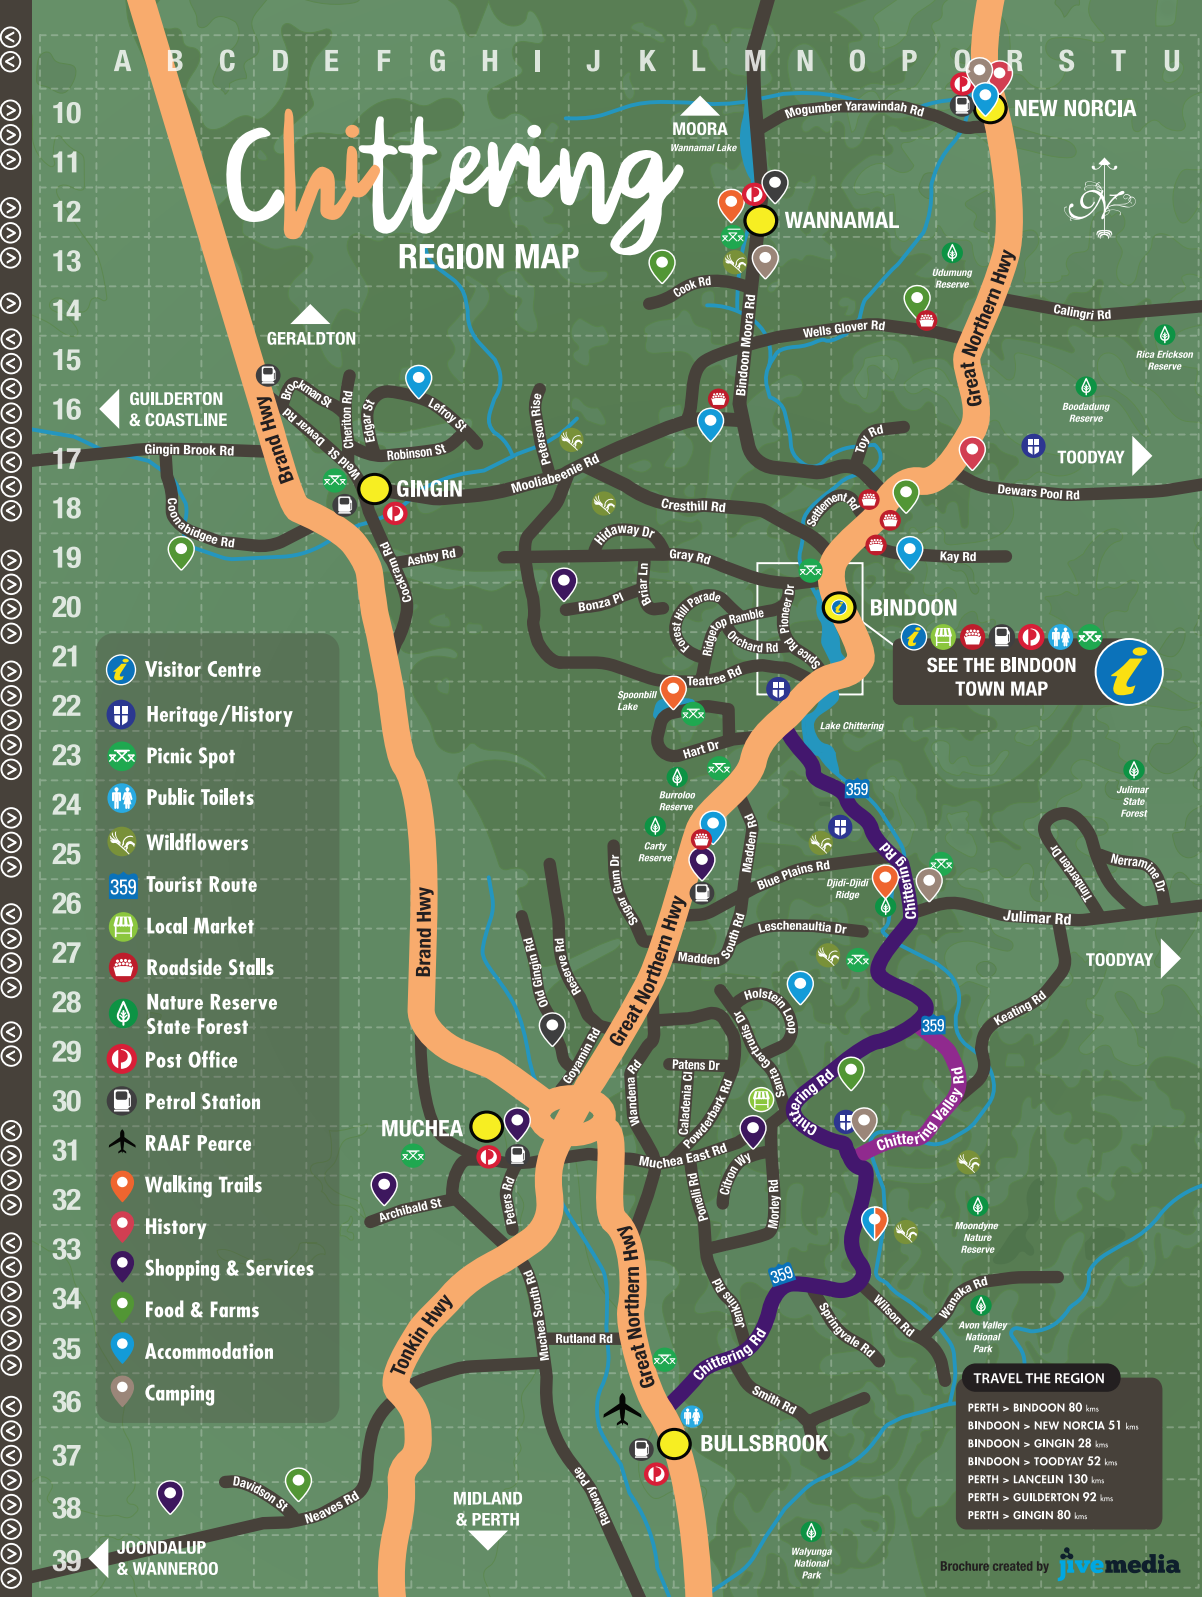 A B C D E F G H I J K L M N O P Q R S T U
10
11
12
13
14
15
16
17
18
19
20
21
22
23
24
25
26
27
28
29
30
31
32
33
34
35
36
37
38
39
Chittering
REGION MAP
MOORA
Wannamal Lake
Mogumber Yarawindah Rd
NEW NORCIA
N
WANNAMAL
Cook Rd
Udumung
Reserve
Great Northern Hwy
Calingri Rd
Bindoon Moora Rd
Wells Glover Rd
Rica Erickson
Reserve
Boodadung
Reserve
GERALDTON
GUILDERTON
& COASTLINE
Brockman St
Cheriton Rd
Edga St
Lefroy St
Dewar Rd
Weld St
Robinson St
Brand Hwy
Gingin Brook Rd
Peterson Rise
Mooliabeenie Rd
Toy Rd
TOODYAY
Dewars Pool Rd
GINGIN
Coonabidgee Rd
Cresthill Rd
Settlement Rd
Hidaway Dr
Ashby Rd
Cockram Rd
Gray Rd
Kay Rd
Bonza Pl
Briar Ln
Forest Hill Parade
Ridgetop Ramble
Orchard Rd
Pioneer Dr
Spice Rd
BINDOON
SEE THE BINDOON
TOWN MAP
Teatree Rd
Spoonbill
Lake
Lake Chittering
Hart Dr
Burroloo
Reserve
Carty
Reserve
359
Julimar
State
Forest
Visitor Centre
Heritage/History
Picnic Spot
Public Toilets
Wildflowers
359
Tourist Route
Local Market
Roadside Stalls
Nature Reserve
State Forest
Post Office
Petrol Station
RAAF Pearce
Walking Trails
History
Shopping & Services
Food & Farms
Accommodation
Camping
Madden Rd
Blue Plains Rd
Chittering Rd
Djidi-Djidi
Ridge
Timberden Dr
Nerramine Dr
Julimar Rd
Sugar Gum Dr
Brand Hwy
Great Northern Hwy
Leschenaultia Dr
Madden South Rd
Old Gingin Rd
Reserve Rd
TOODYAY
Holstein Loop
Santa Gertrudis Dr
Keating Rd
359
Goyamin Rd
Wandena Rd
Patens Dr
Caladenia Cl
Powderbark Rd
Chittering Rd
Chittering Valley Rd
MUCHEA
Muchea East Rd
Citron Wy
Archibald St
Peters Rd
Ponelli Rd
Morley Rd
Moondyne
Nature
Reserve
Great Northern Hwy
359
Wanaka Rd
Muchea South Rd
Jenkins Rd
Springvale Rd
Wilson Rd
Avon Valley
National
Park
Tonkin Hwy
Rutland Rd
Chittering Rd
Smith Rd
TRAVEL THE REGION
PERTH > BINDOON 80 kms
BINDOON > NEW NORCIA 51 kms
BINDOON > GINGIN 28 kms
BINDOON > TOODYAY 52 kms
PERTH > LANCELIN 130 kms
PERTH > GUILDERTON 92 kms
PERTH > GINGIN 80 kms
BULLSBROOK
Davidson St
Neaves Rd
Railway Pde
MIDLAND
& PERTH
JOONDALUP
& WANNEROO
Walyunga
National
Park
Brochure created by jivemedia